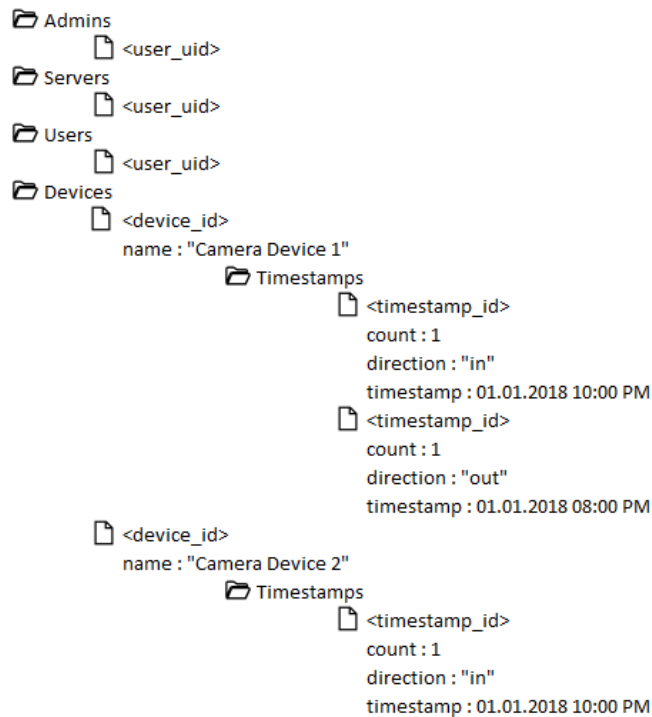 Admins
<user_uid>
Servers
<user_uid>
Users
<user_uid>
Devices
<device_id>
name : "Camera Device 1"
Timestamps
<timestamp_id>
count : 1
direction : "in"
timestamp : 01.01.2018 10:00 PM
<timestamp_id>
count : 1
direction : "out"
timestamp : 01.01.2018 08:00 PM
<device_id>
name : "Camera Device 2"
Timestamps
<timestamp_id>
count : 1
direction : "in"
timestamp : 01.01.2018 10:00 PM